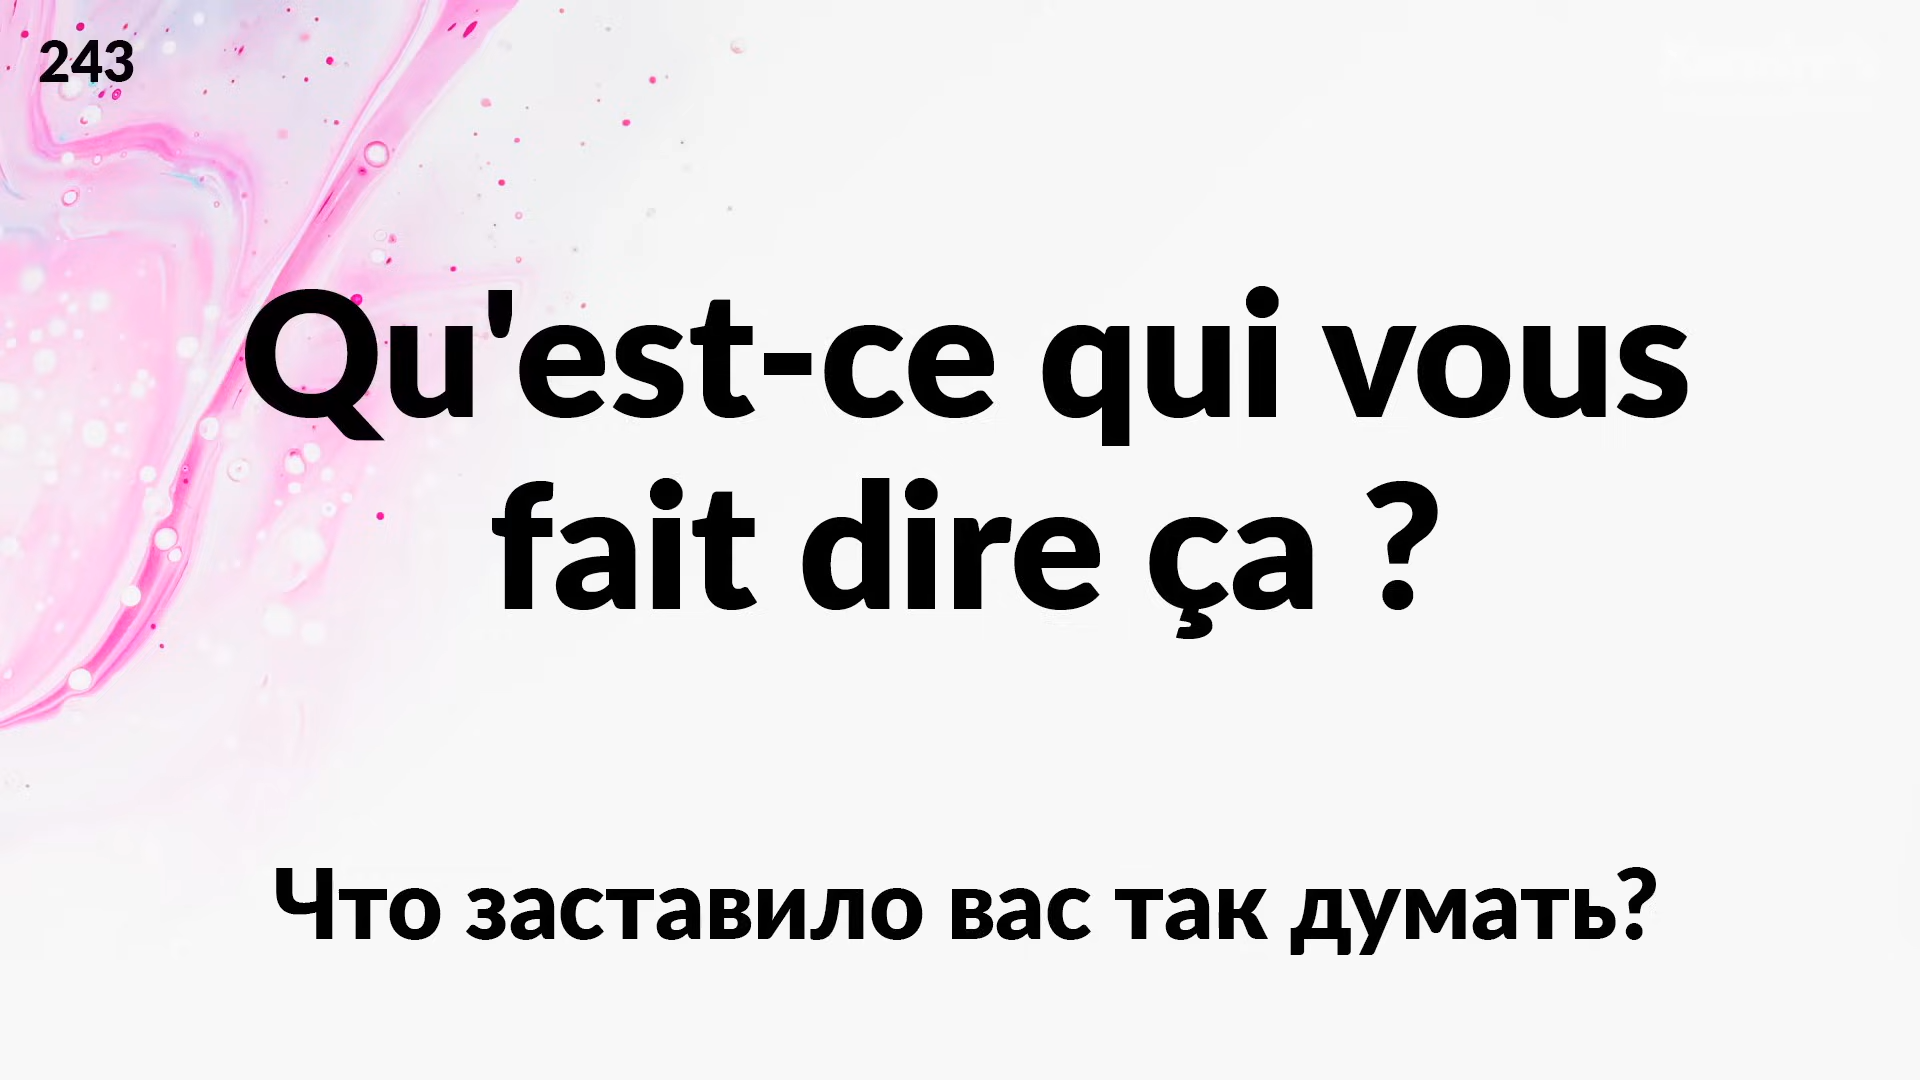 243
Qu'est-ce qui vous
fait dire ça ?
Что заставило вас так думать?